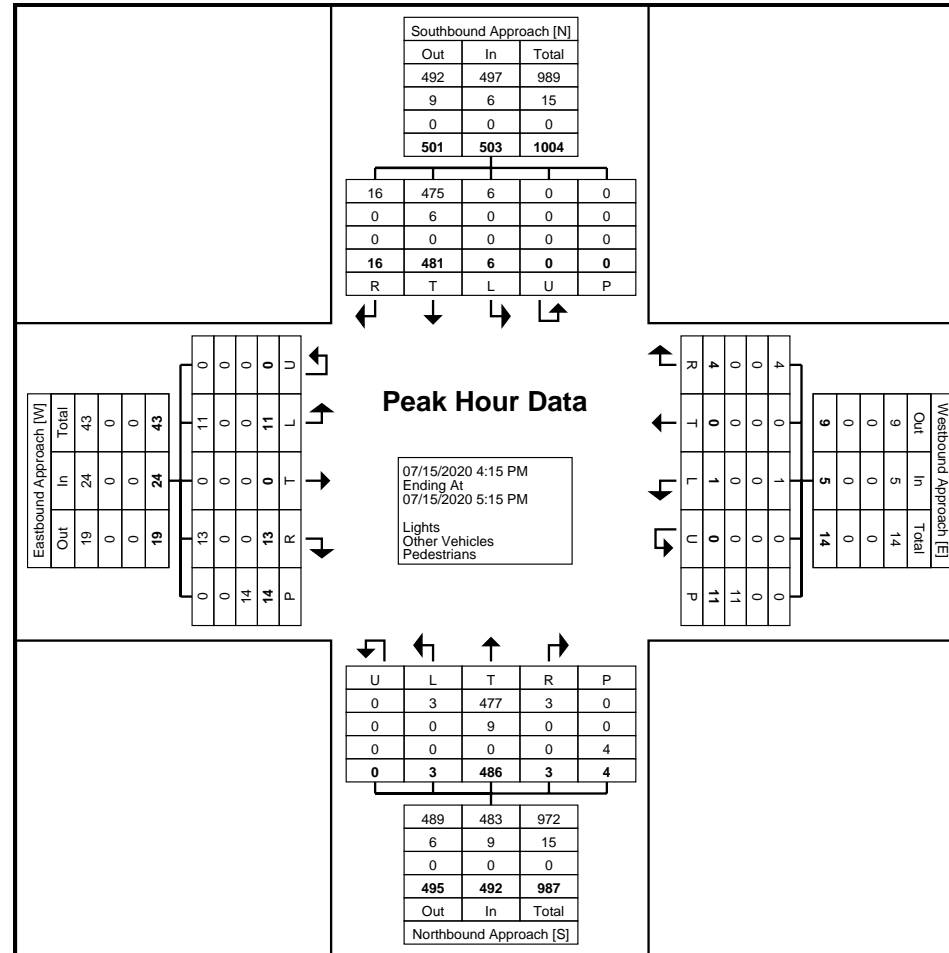 Southbound Approach [N]
Out In Total
492 497 989
9 6 15
0 0 0
501 503 1004
16 475 6 0 0
0 6 0 0 0
0 0 0 0 0
16 481 6 0 0
R T L U P
Eastbound Approach [W]
Out In Total
19 24 43
0 0 0
0 0 0
19 24 43
0 13 0 11 0
0 0 0 0 0
14 0 0 0 0
14 13 0 11 0
P R T L U
Peak Hour Data
07/15/2020 4:15 PM
Ending At
07/15/2020 5:15 PM
Lights
Other Vehicles
Pedestrians
Westbound Approach [E]
Out In Total
9 5 14
0 0 0
0 0 0
9 5 14
4 0 1 0 0
0 0 0 0 0
0 0 0 0 11
4 0 1 0 11
R T L U P
U L T R P
0 3 477 3 0
0 0 9 0 0
0 0 0 0 4
0 3 486 3 4
489 483 972
6 9 15
0 0 0
495 492 987
Out In Total
Northbound Approach [S]